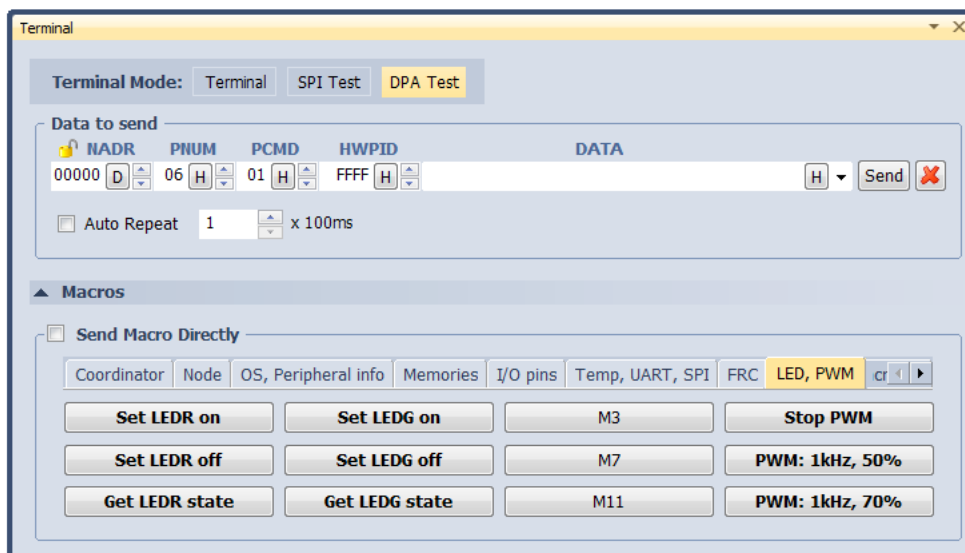 Terminal
Terminal Mode: Terminal SPI Test DPA Test
Data to send
NADR PNUM PCMD HWPID DATA
00000 D 06 H 01 H FFFF H H Send
Auto Repeat 1 x 100ms
Macros
Send Macro Directly
Coordinator Node OS, Peripheral info Memories I/O pins Temp, UART, SPI FRC LED, PWM
Set LEDR on Set LEDG on M3 Stop PWM
Set LEDR off Set LEDG off M7 PWM: 1kHz, 50%
Get LEDR state Get LEDG state M11 PWM: 1kHz, 70%